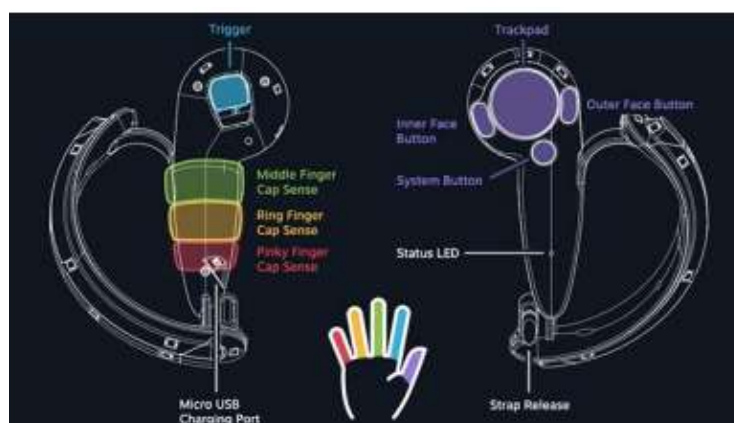 Trigger
Middle Finger
Cap Sense
Ring Finger
Cap Sense
Pinky Finger
Cap Sense
Micro USB
Charging Port
Trackpad
Outer Face Button
Inner Face
Button
System Button
Status LED
Strap Release